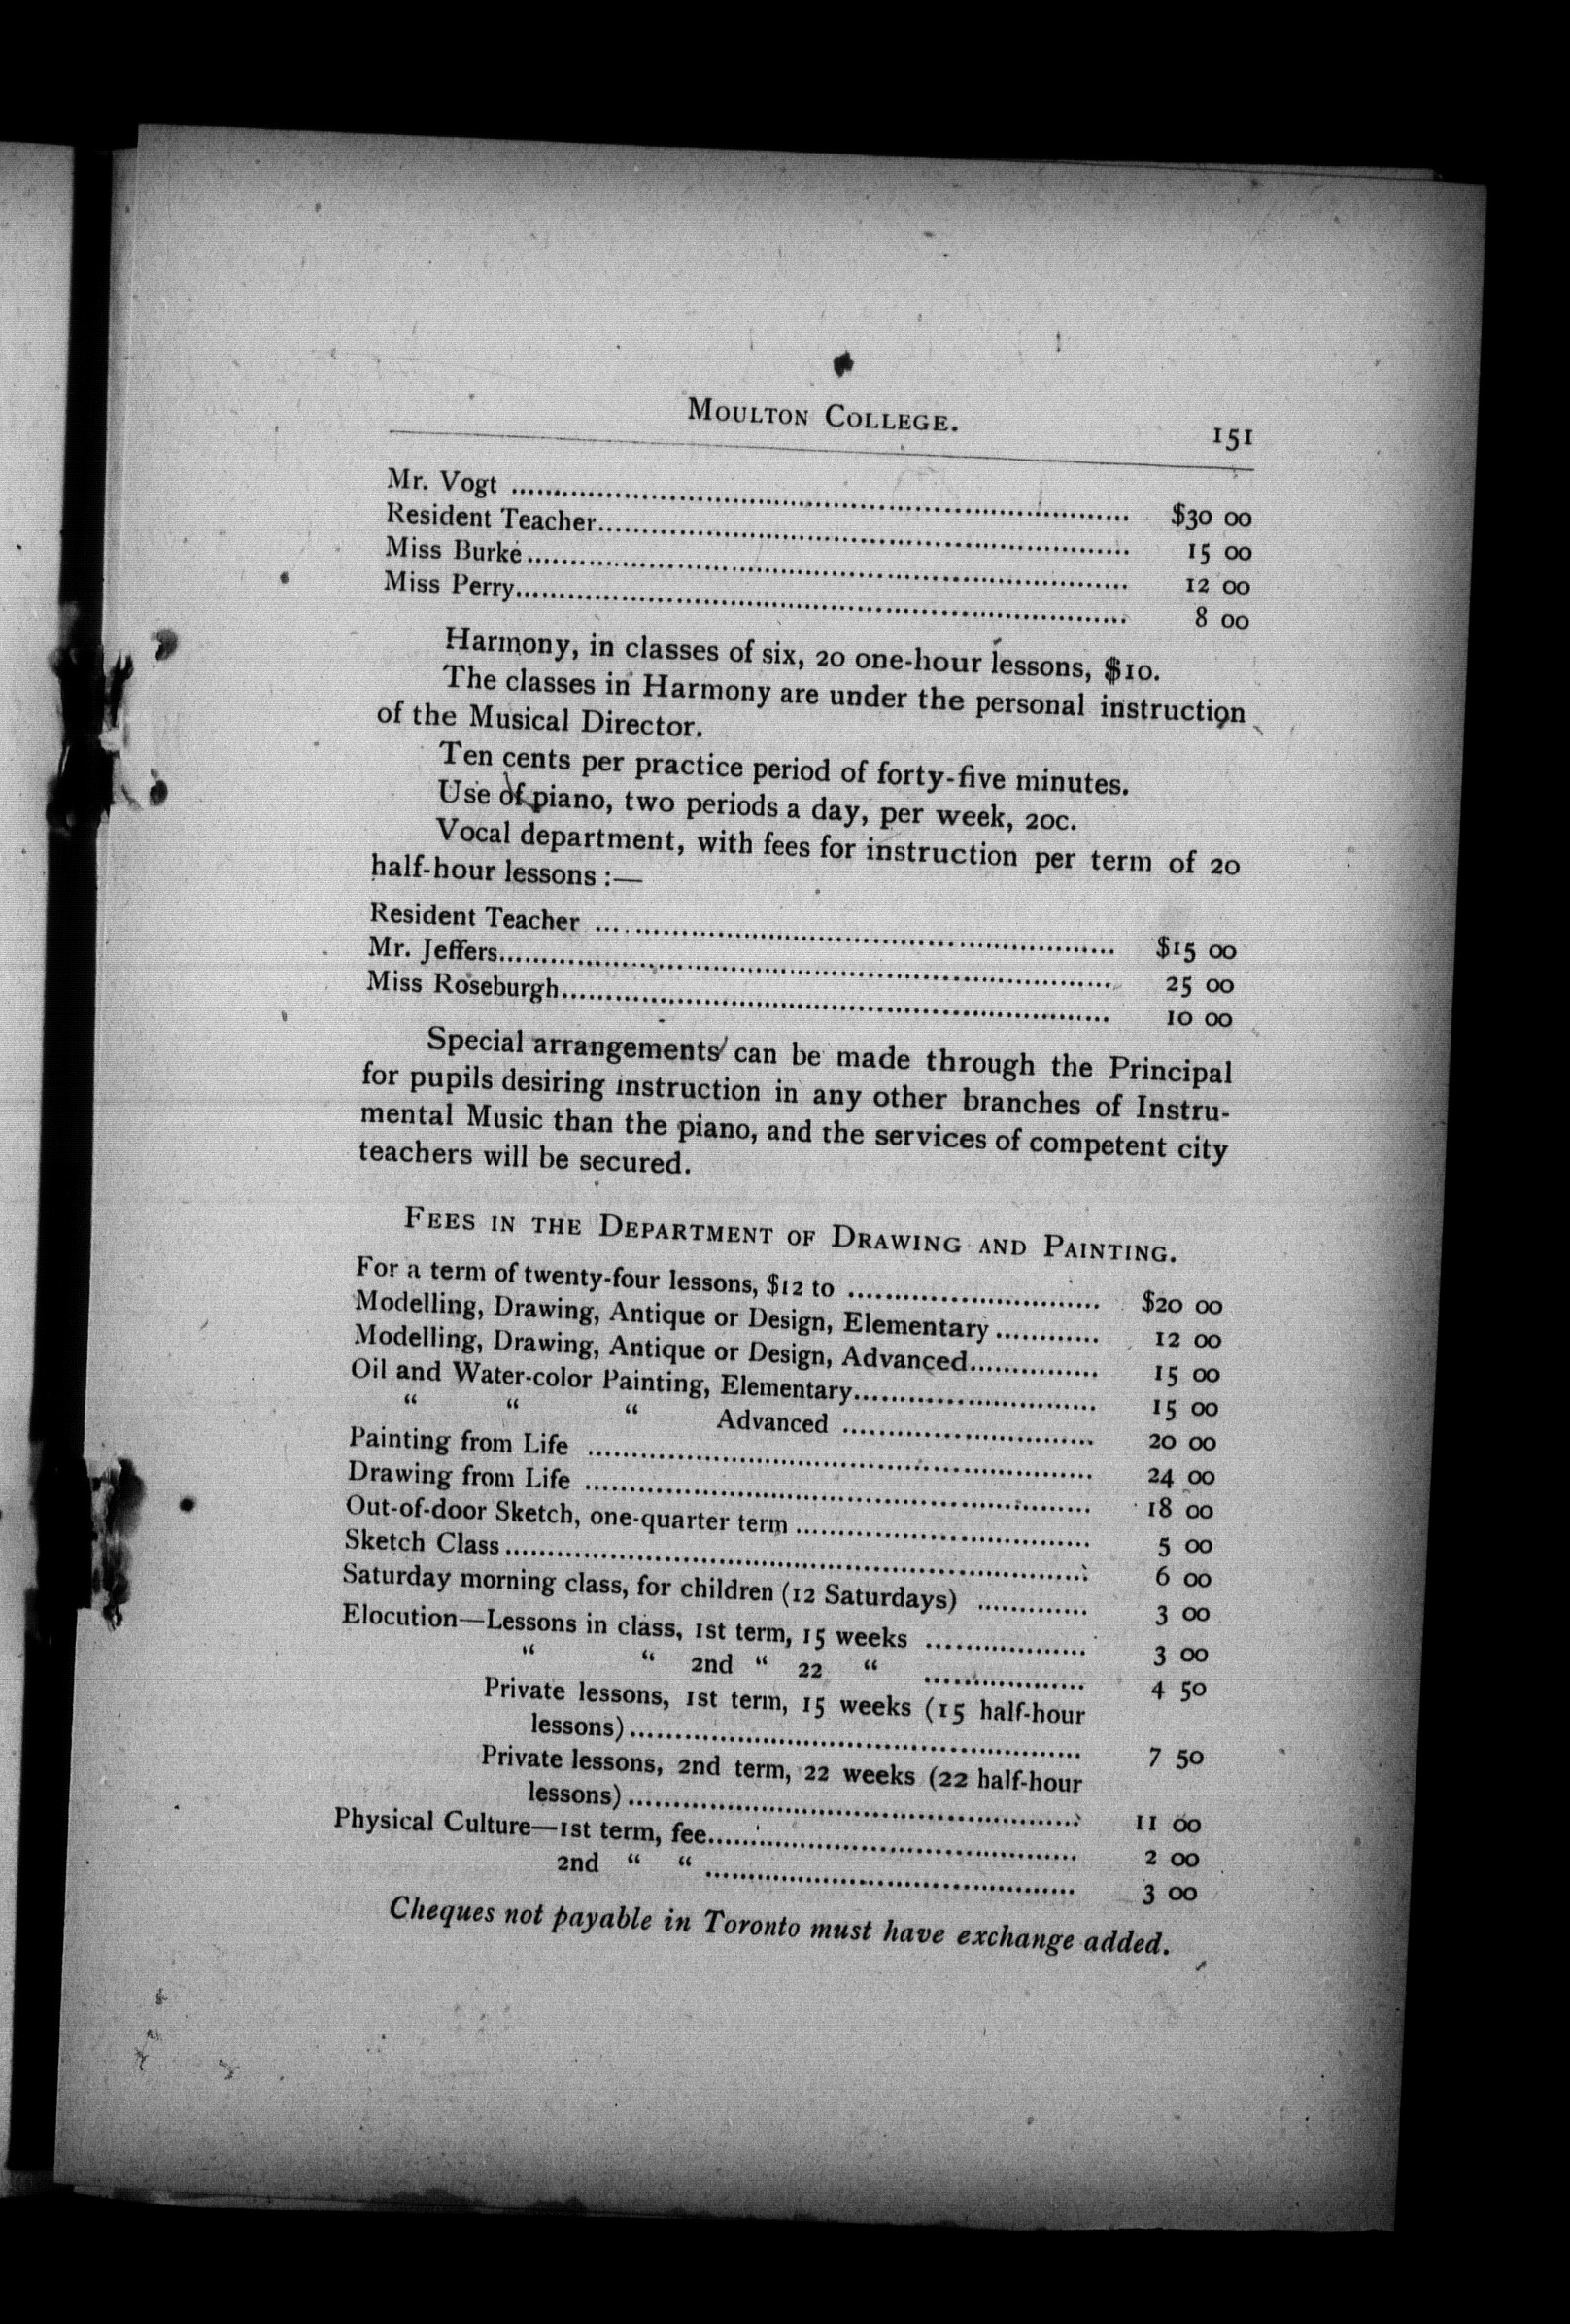 MOULTON COLLEGE.
151
Mr. Vogt ........ $30 00
Resident Teacher........ 15 00
Miss Burke........ 12 00
Miss Perry........ 8 00
Harmony, in classes of six, 20 one-hour lessons, $10.
The classes in Harmony are under the personal instruction
of the Musical Director.
Ten cents per practice period of forty-five minutes.
Use of piano, two periods a day, per week, 20c.
Vocal department, with fees for instruction per term of 20
half-hour lessons :—
Resident Teacher ........ $15 00
Mr. Jeffers........ 25 00
Miss Roseburgh........ 10 00
Special arrangements can be made through the Principal
for pupils desiring instruction in any other branches of Instru-
mental Music than the piano, and the services of competent city
teachers will be secured.
FEES IN THE DEPARTMENT OF DRAWING AND PAINTING.
For a term of twenty-four lessons, $12 to ........ $20 00
Modelling, Drawing, Antique or Design, Elementary........ 12 00
Modelling, Drawing, Antique or Design, Advanced........ 15 00
Oil and Water-color Painting, Elementary........ 15 00
“ “ “ Advanced ........ 20 00
Painting from Life ........ 24 00
Drawing from Life ........ 18 00
Out-of-door Sketch, one-quarter term........ 5 00
Sketch Class........ 6 00
Saturday morning class, for children (12 Saturdays) ........ 3 00
Elocution—Lessons in class, 1st term, 15 weeks ........ 3 00
“ “ 2nd “ 22 “ ........ 4 50
Private lessons, 1st term, 15 weeks (15 half-hour
lessons)........ 7 50
Private lessons, 2nd term, 22 weeks (22 half-hour
lessons)........ 11 00
Physical Culture—1st term, fee........ 2 00
2nd “ “ ........ 3 00
Cheques not payable in Toronto must have exchange added.